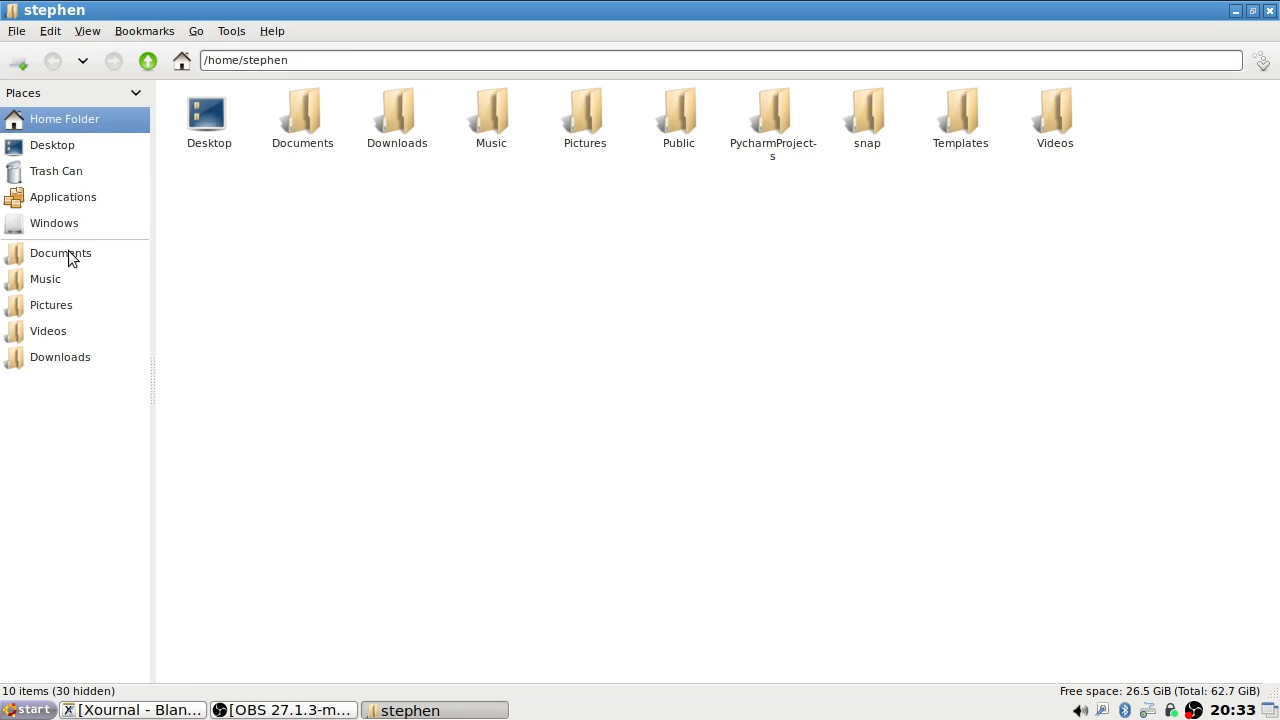 stephen
File Edit View Bookmarks Go Tools Help
/home/stephen
Places
Home Folder
Desktop
Trash Can
Applications
Windows
Documents
Music
Pictures
Videos
Downloads
Desktop Documents Downloads Music Pictures Public PycharmProject- snap Templates Videos
s
10 items (30 hidden) Free space: 26.5 GiB (Total: 62.7 GiB)
start [Xournal - Blan... [OBS 27.1.3-m... stephen 20:33